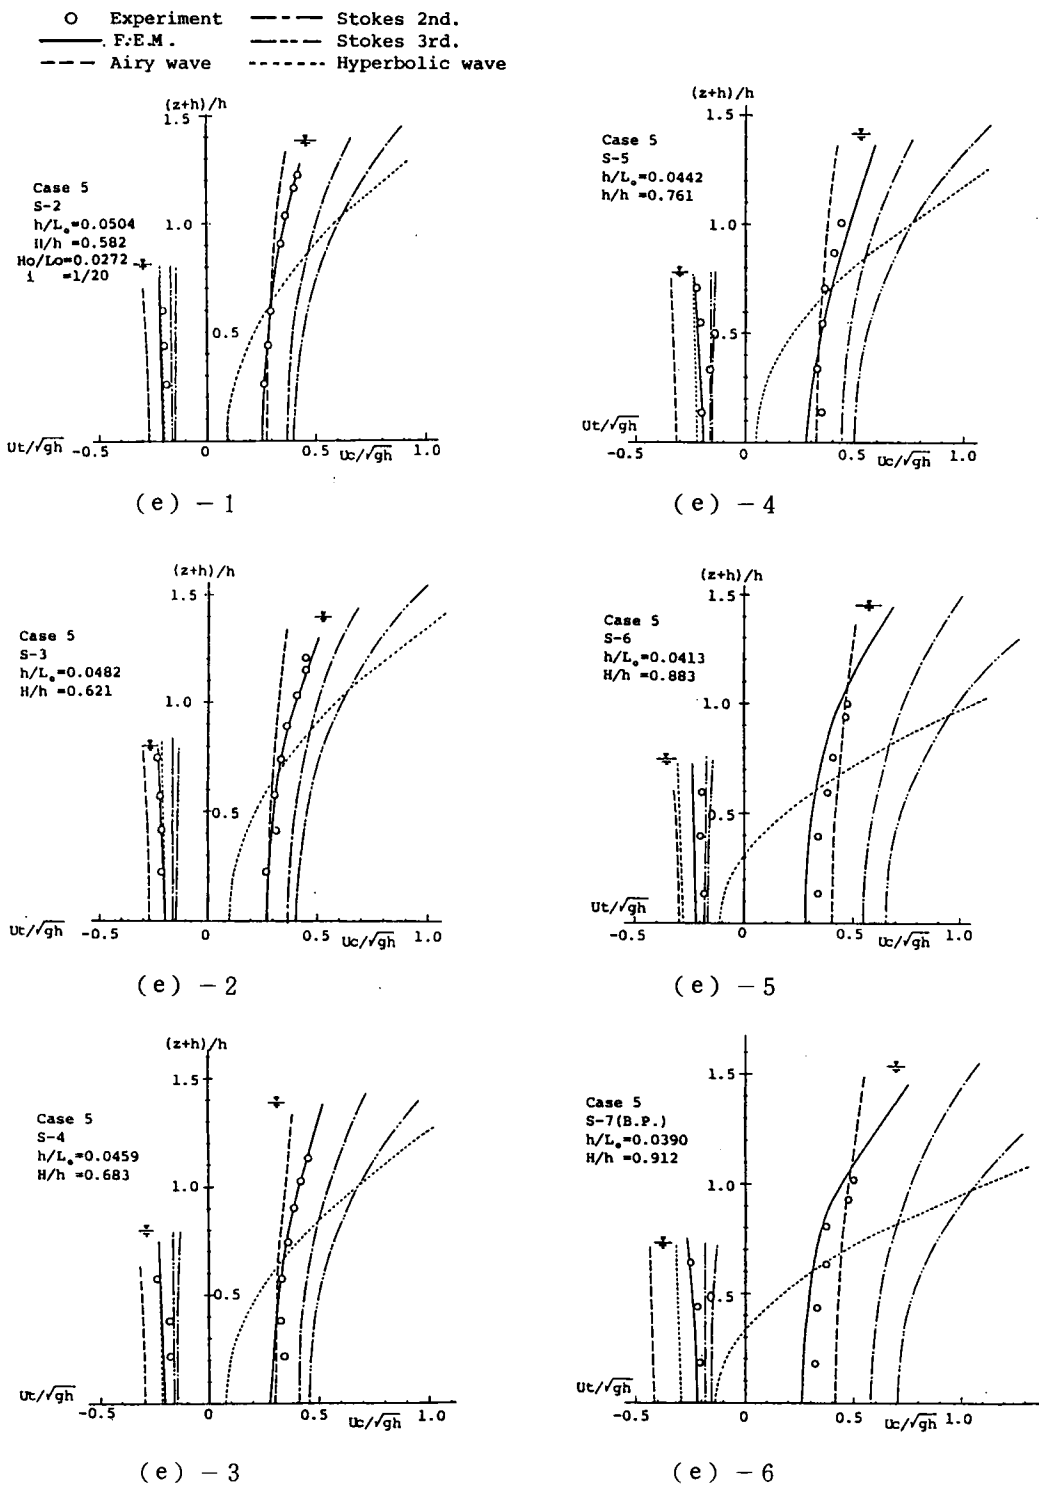 Experiment
F.E.M.
Airy wave
Stokes 2nd.
Stokes 3rd.
Hyperbolic wave
(z+h)/h
1.5
1.0
0.5
Case 5
S-2
h/L₀=0.0504
H/h =0.582
Ho/Lo=0.0272
i =1/20
Ut/√gh -0.5 0 0.5 Uc/√gh 1.0
(e) -1
(z+h)/h
1.5
1.0
0.5
Case 5
S-5
h/L₀=0.0442
h/h =0.761
Ut/√gh
-0.5 0 0.5 Uc/√gh 1.0
(e) -4
(z+h)/h
1.5
1.0
0.5
Case 5
S-3
h/L₀=0.0482
H/h =0.621
Ut/√gh -0.5 0 0.5 Uc/√gh 1.0
(e) -2
(z+h)/h
1.5
1.0
0.5
Case 5
S-6
h/L₀=0.0413
H/h =0.883
Ut/√gh
-0.5 0 0.5 Uc/√gh 1.0
(e) -5
(z+h)/h
1.5
1.0
0.5
Case 5
S-4
h/L₀=0.0459
H/h =0.683
Ut/√gh
-0.5 0 0.5 Uc/√gh 1.0
(e) -3
1.5
1.0
0.5
Case 5
S-7(B.P.)
h/L₀=0.0390
H/h =0.912
Ut/√gh
-0.5 0 0.5 Uc/√gh 1.0
(e) -6